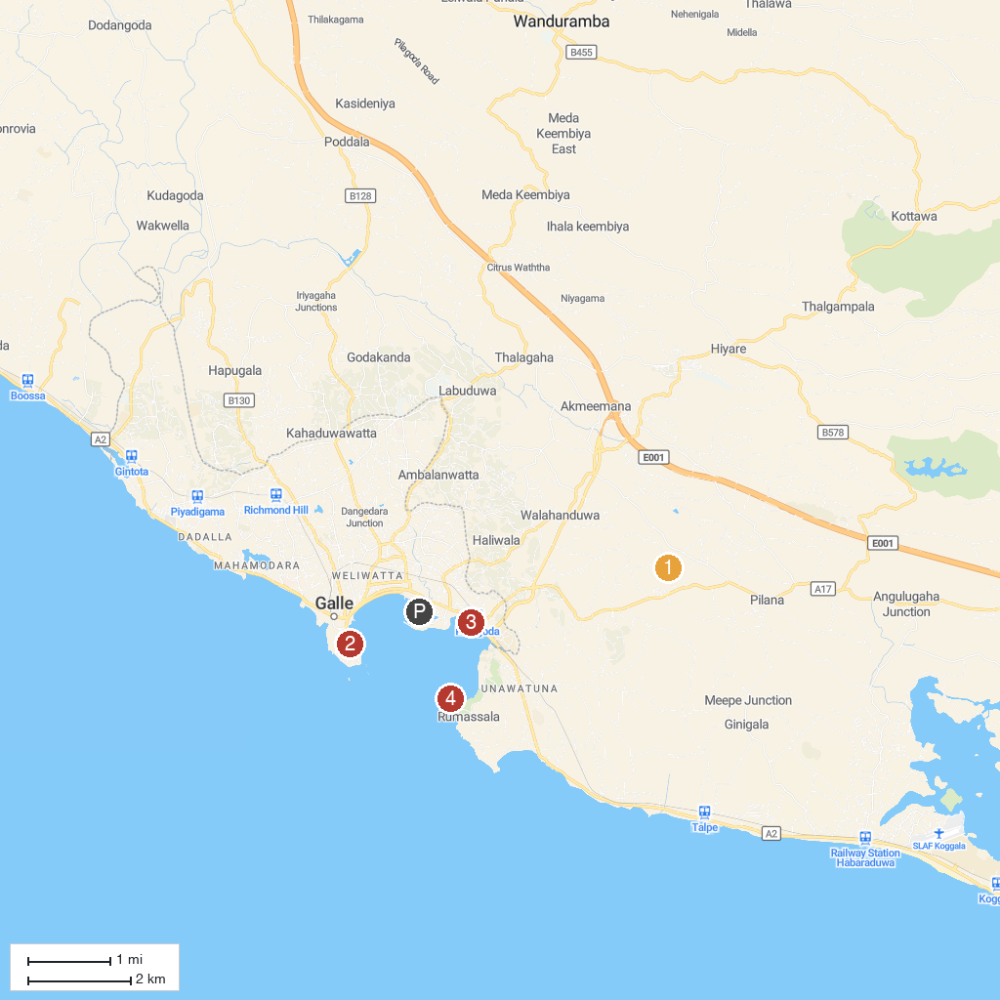 Thilakagama
Nehenigala
Thalawa
Dodangoda
Wanduramba
Midella
B455
Pilagoda Road
Kasideniya
Meda
Keembiya
East
Poddala
B128
Kudagoda
Meda Keembiya
Kottawa
Wakwella
Ihala keembiya
Citrus Waththa
Iriyagaha
Junctions
Niyagama
Thalgampala
Hiyare
Godakanda
Thalagaha
Hapugala
Boossa
B130
Labuduwa
Akmeemana
Kahaduwawatta
A2
B578
Gintota
E001
Ambalanwatta
Piyadigama
Richmond Hill
Dangedara
Junction
Walahanduwa
DADALLA
Haliwala
E001
MAHAMODARA
1
WELIWATTA
A17
Angulugaha
Junction
Pilana
Galle
P
3
2
UNAWATUNA
4
Meepe Junction
Rumassala
Ginigala
Talpe
A2
SLAF Koggala
Railway Station
Habaraduwa
1 mi
2 km